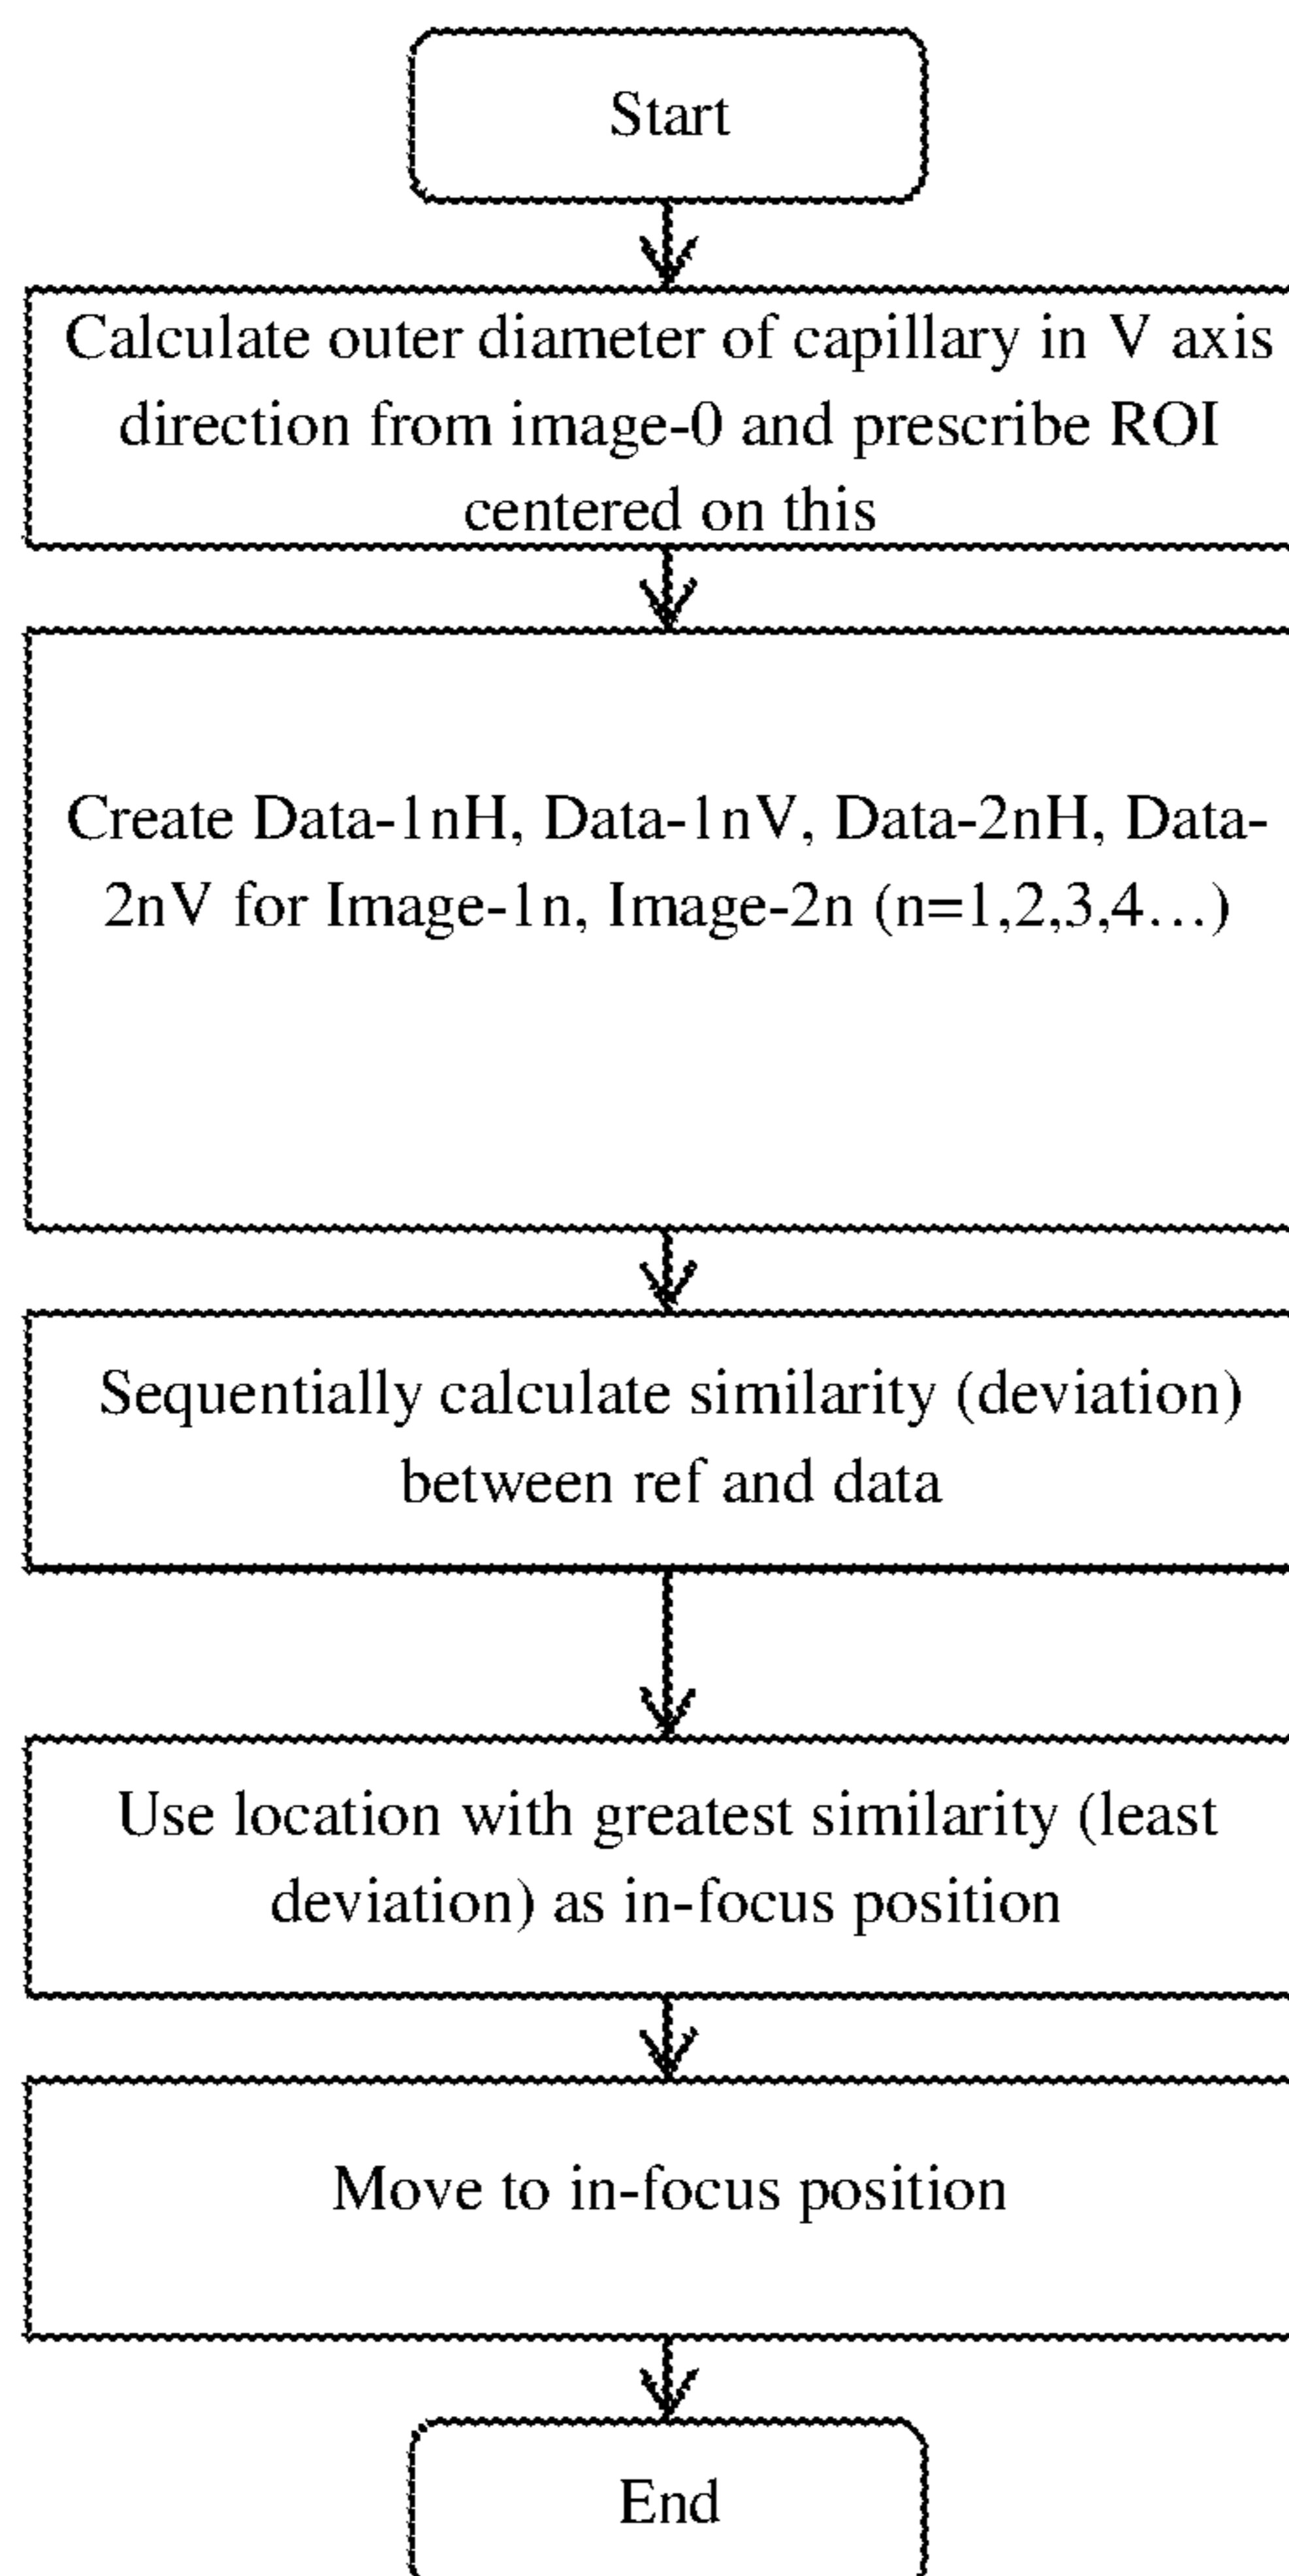 Start
Calculate outer diameter of capillary in V axis
direction from image-0 and prescribe ROI
centered on this
Create Data-1nH, Data-1nV, Data-2nH, Data-
2nV for Image-1n, Image-2n (n=1,2,3,4…)
Sequentially calculate similarity (deviation)
between ref and data
Use location with greatest similarity (least
deviation) as in-focus position
Move to in-focus position
End